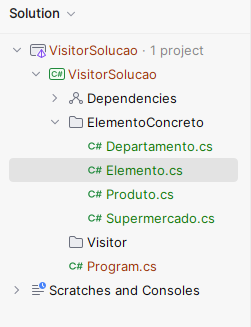 Solution
VisitorSolucao · 1 project
C# VisitorSolucao
Dependencies
ElementoConcreto
C# Departamento.cs
C# Elemento.cs
C# Produto.cs
C# Supermercado.cs
Visitor
C# Program.cs
Scratches and Consoles